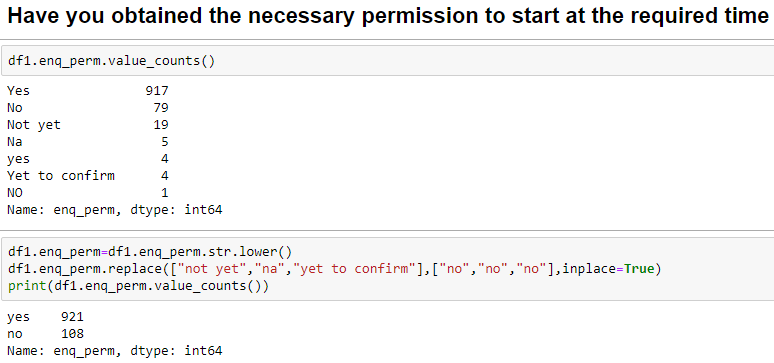 Have you obtained the necessary permission to start at the required time
df1.enq_perm.value_counts()
Yes 917
No 79
Not yet 19
Na 5
yes 4
Yet to confirm 4
NO 1
Name: enq_perm, dtype: int64
df1.enq_perm=df1.enq_perm.str.lower()
df1.enq_perm.replace(["not yet","na","yet to confirm"],["no","no","no"],inplace=True)
print(df1.enq_perm.value_counts())
yes 921
no 108
Name: enq_perm, dtype: int64